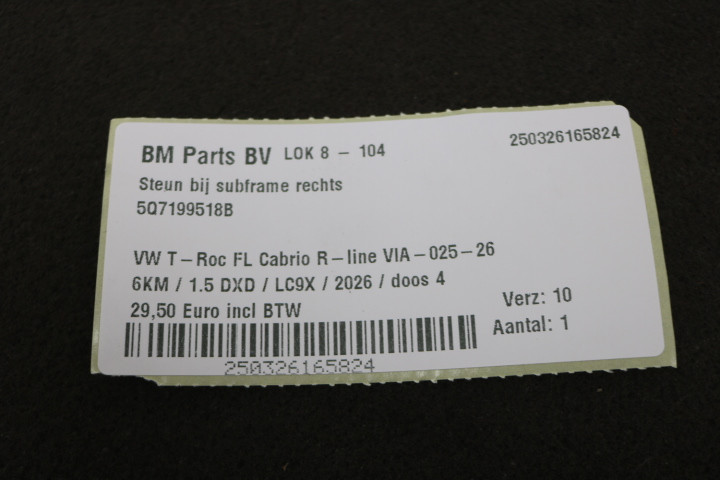 BM Parts BV LOK 8 - 104
250326165824
Steun bij subframe rechts
5Q7199518B
VW T-Roc FL Cabrio R-line VIA-025-26
6KM / 1.5 DXD / LC9X / 2026 / doos 4
29,50 Euro incl BTW
Verz: 10
Aantal: 1
250326165824